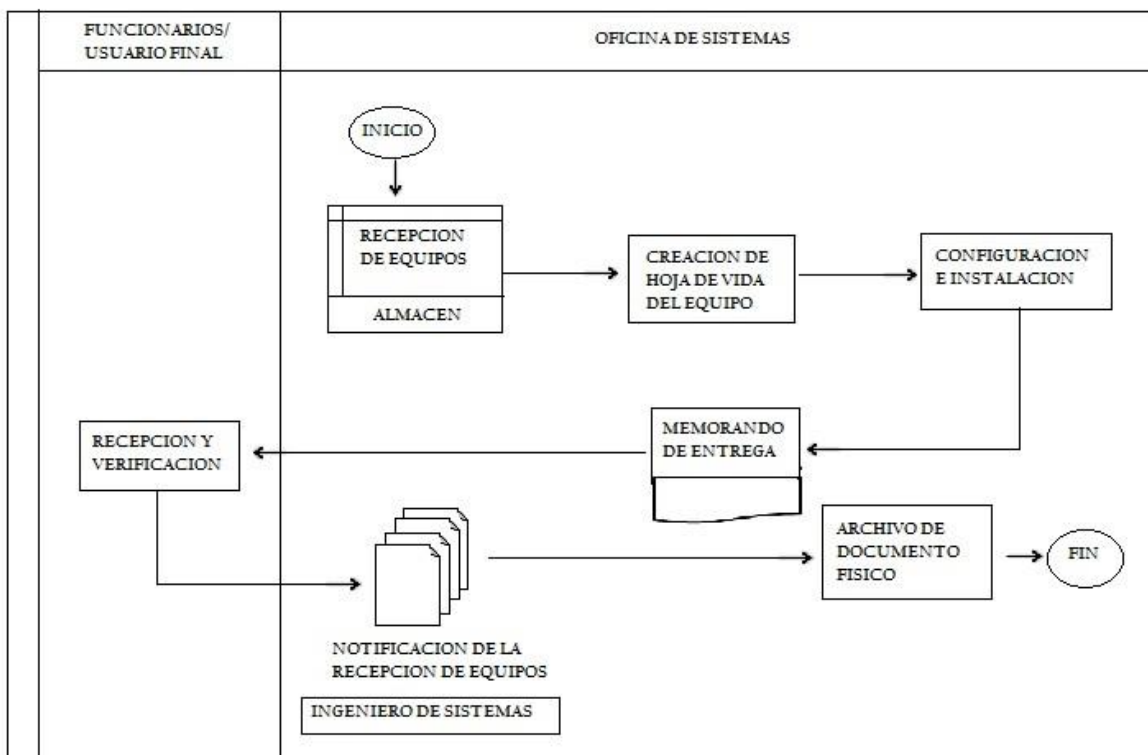 FUNCIONARIOS/
USUARIO FINAL
OFICINA DE SISTEMAS
INICIO
RECEPCION
DE EQUIPOS
ALMACEN
CREACION DE
HOJA DE VIDA
DEL EQUIPO
CONFIGURACION
E INSTALACION
MEMORANDO
DE ENTREGA
RECEPCION Y
VERIFICACION
NOTIFICACION DE LA
RECEPCION DE EQUIPOS
INGENIERO DE SISTEMAS
ARCHIVO DE
DOCUMENTO
FISICO
FIN